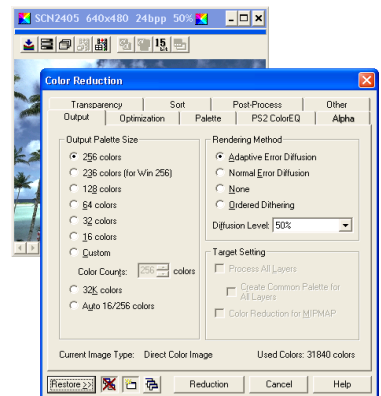 SCN2405 640x480 24bpp 50%
15
Color Reduction
Transparency Sort Post-Process Other
Output Optimization Palette PS2 ColorEQ Alpha
Output Palette Size
256 colors
236 colors (for Win 256)
128 colors
64 colors
32 colors
16 colors
Custom
Color Counts: 256 colors
32K colors
Auto 16/256 colors
Rendering Method
Adaptive Error Diffusion
Normal Error Diffusion
None
Ordered Dithering
Diffusion Level: 50%
Target Setting
Process All Layers
Create Common Palette for
All Layers
Color Reduction for MIPMAP
Current Image Type: Direct Color Image Used Colors: 31840 colors
Restore >> Reduction Cancel Help